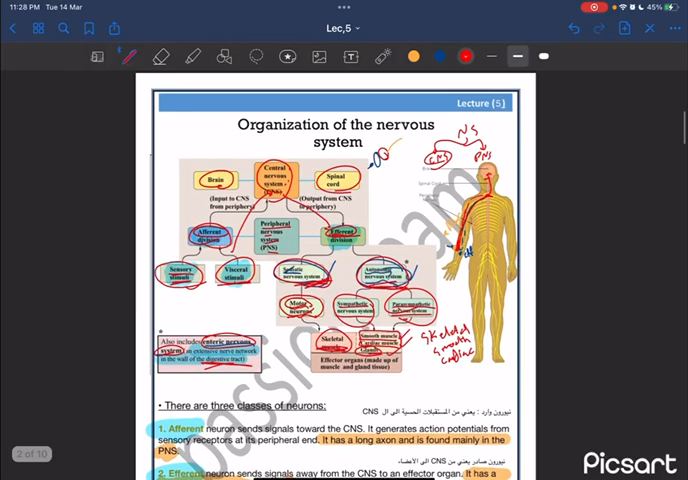 11:28 PM Tue 14 Mar
45%
Lec,5
Lecture (5)
Organization of the nervous
system
NS
CNS
PNS
Brain
Central
nervous
system
(CNS)
Spinal
cord
(Input to CNS
from periphery)
(Output from CNS
to periphery)
Afferent
division
Peripheral
nervous
system
(PNS)
Efferent
division
Sensory
stimuli
Visceral
stimuli
Somatic
nervous system
Autonomic
nervous system
*
Motor
neurons
Sympathetic
nervous system
Parasympathetic
nervous system
Skeletal
muscle
Smooth muscle
Cardiac muscle
Glands
Effector organs (made up of
muscle and gland tissue)
Skeletal
smooth
cardiac
*
Also includes enteric nervous
system, an extensive nerve network
in the wall of the digestive tract)
• There are three classes of neurons:
نيورون وارد : يعني من المستقبلات الحسية الى ال CNS
1. Afferent neuron sends signals toward the CNS. It generates action potentials from
sensory receptors at its peripheral end. It has a long axon and is found mainly in the
PNS.
نيورون صادر يعني من CNS الى الأعضاء
2. Efferent neuron sends signals away from the CNS to an effector organ. It has a
2 of 10
Picsart